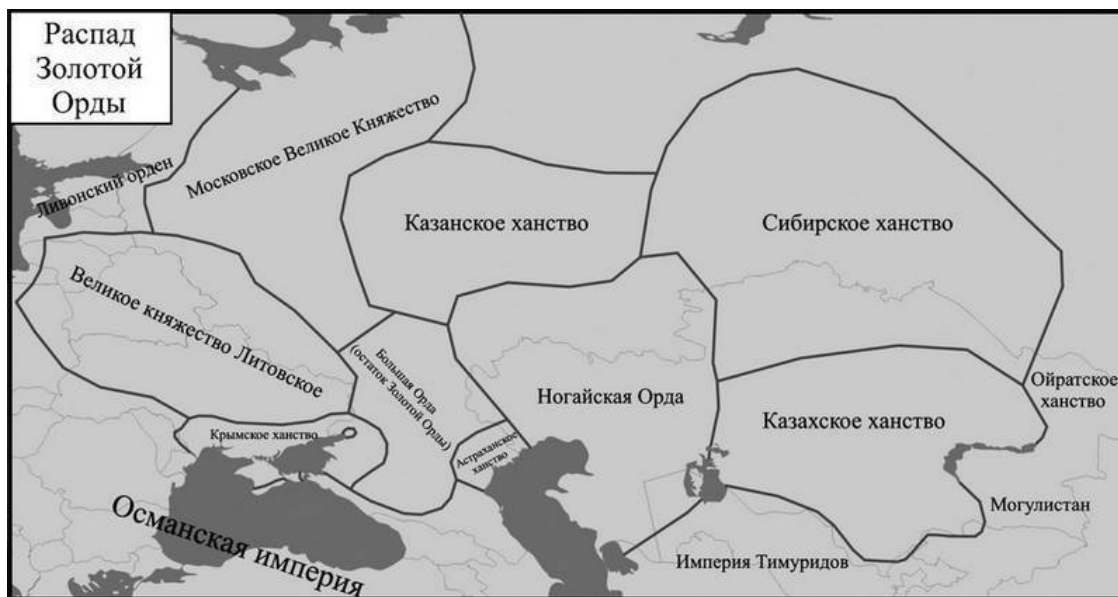 Распад
Золотой
Орды
Ливонский орден
Московское Великое Княжество
Казанское ханство
Сибирское ханство
Великое княжество Литовское
Большая Орда
(остаток Золотой Орды)
Ногайская Орда
Казахское ханство
Ойратское
ханство
Крымское ханство
Астраханское
ханство
Могулистан
Османская империя
Империя Тимуридов